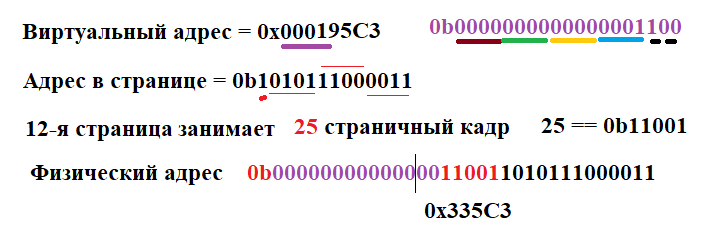 Виртуальный адрес = 0x000195C3
0b0000000000000001100
Адрес в странице = 0b1010111000011
12-я страница занимает 25 страничный кадр 25 == 0b11001
Физический адрес 0b00000000000000110011010111000011
0x335C3